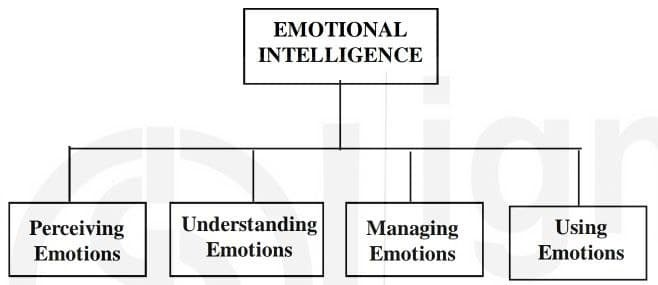 EMOTIONAL
INTELLIGENCE
Perceiving
Emotions
Understanding
Emotions
Managing
Emotions
Using
Emotions